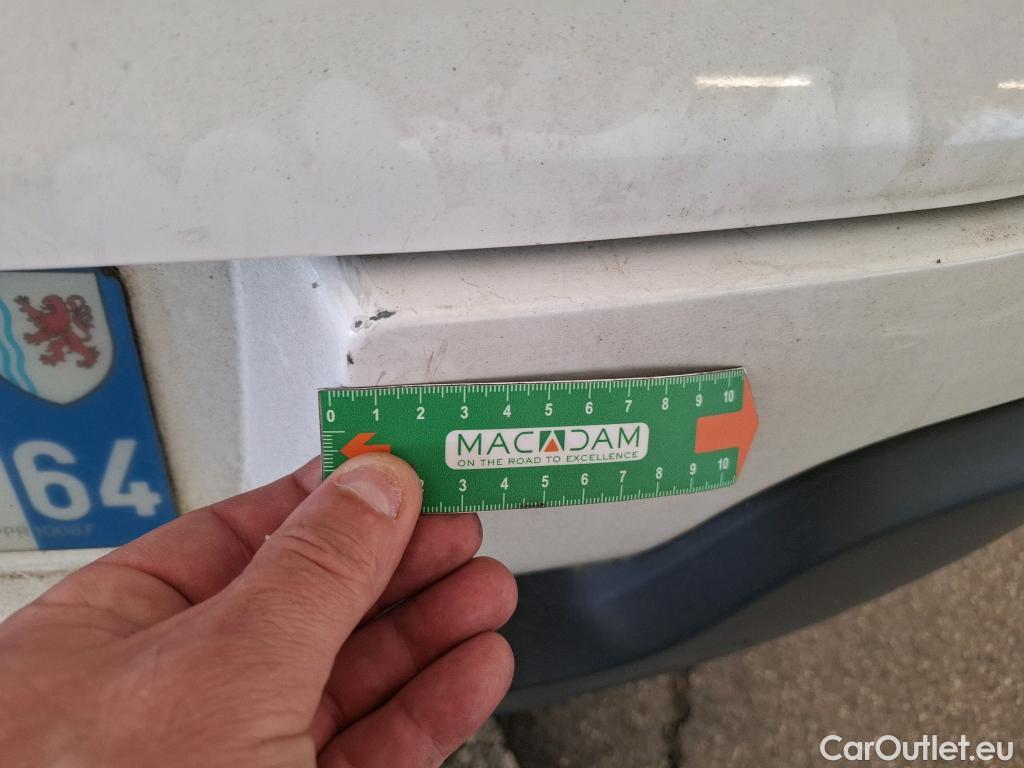 64
0 1 2 3 4 5 6 7 8 9 10
MACADAM
ON THE ROAD TO EXCELLENCE
2 3 4 5 6 7 8 9 10
CarOutlet.eu